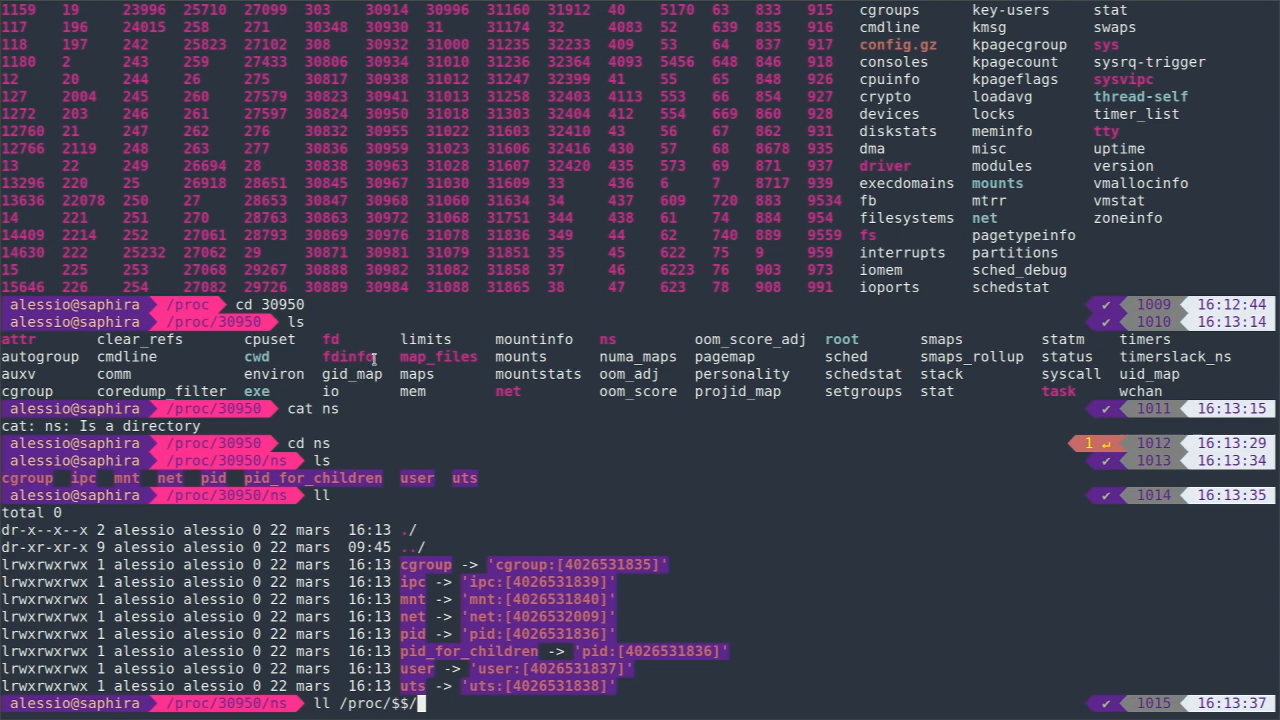 1159 19 23996 25710 27099 303 30914 30996 31160 31912 40 5170 63 833 915 cgroups key-users stat
117 196 24015 258 271 30348 30930 31 31174 32 4083 52 639 835 916 cmdline kmsg swaps
118 197 242 25823 27102 308 30932 31000 31235 32233 409 53 64 837 917 config.gz kpagecgroup sys
1180 2 243 259 27433 30806 30934 31010 31236 32364 4093 5456 648 846 918 consoles kpagecount sysrq-trigger
12 20 244 26 275 30817 30938 31012 31247 32399 41 55 65 848 926 cpuinfo kpageflags sysvipc
127 2004 245 260 27579 30823 30941 31013 31258 32403 4113 553 66 854 927 crypto loadavg thread-self
1272 203 246 261 27597 30824 30950 31018 31303 32404 412 554 669 860 928 devices locks timer_list
12760 21 247 262 276 30832 30955 31022 31603 32410 43 56 67 862 931 diskstats meminfo tty
12766 2119 248 263 277 30836 30959 31023 31606 32416 430 57 68 8678 935 dma misc uptime
13 22 249 26694 28 30845 30963 31028 31607 32420 435 573 69 871 937 driver modules version
13296 220 25 26918 28651 30845 30967 31030 31609 33 436 6 7 8717 939 execdomains mounts vmallocinfo
13636 22078 250 27 28653 30847 30968 31060 31634 34 437 609 720 883 9534 fb mtrr vmstat
14 221 251 270 28763 30853 30972 31068 31751 344 438 61 74 884 954 filesystems net zoneinfo
14409 2214 252 27061 28793 30869 30976 31078 31836 349 44 62 740 889 9559 fs pagetypeinfo
14630 222 25232 27062 29 30871 30981 31079 31851 35 45 622 75 9 959 interrupts partitions
15 225 253 27068 29267 30888 30982 31082 31858 37 46 6223 76 903 973 iomem sched_debug
15646 226 254 27082 29726 30889 30993 31088 31865 38 47 623 78 908 991 ioports schedstat
alessio@saphira /proc cd 30950 ✔ 1009 16:12:44
alessio@saphira /proc/30950 ls ✔ 1010 16:13:14
attr clear_refs cpuset fd limits mountinfo ns oom_score_adj root smaps statm timers
autogroup cmdline cwd fdinfo map_files mounts numa_maps pagemap sched smaps_rollup status timerslack_ns
auxv comm environ gid_map maps mountstats oom_adj personality schedstat stack syscall uid_map
cgroup coredump_filter exe io mem net oom_score projid_map setgroups stat task wchan
alessio@saphira /proc/30950 cat ns ✔ 1011 16:13:15
cat: ns: Is a directory
alessio@saphira /proc/30950 cd ns 1 ↵ 1012 16:13:29
alessio@saphira /proc/30950/ns ls ✔ 1013 16:13:34
cgroup ipc mnt net pid pid_for_children user uts
alessio@saphira /proc/30950/ns ll ✔ 1014 16:13:35
total 0
dr-x--x--x 2 alessio alessio 0 22 mars 16:13 ./
dr-xr-xr-x 9 alessio alessio 0 22 mars 09:45 ../
lrwxrwxrwx 1 alessio alessio 0 22 mars 16:13 cgroup -> 'cgroup:[4026531835]'
lrwxrwxrwx 1 alessio alessio 0 22 mars 16:13 ipc -> 'ipc:[4026531839]'
lrwxrwxrwx 1 alessio alessio 0 22 mars 16:13 mnt -> 'mnt:[4026531840]'
lrwxrwxrwx 1 alessio alessio 0 22 mars 16:13 net -> 'net:[4026532009]'
lrwxrwxrwx 1 alessio alessio 0 22 mars 16:13 pid -> 'pid:[4026531836]'
lrwxrwxrwx 1 alessio alessio 0 22 mars 16:13 pid_for_children -> 'pid:[4026531836]'
lrwxrwxrwx 1 alessio alessio 0 22 mars 16:13 user -> 'user:[4026531837]'
lrwxrwxrwx 1 alessio alessio 0 22 mars 16:13 uts -> 'uts:[4026531838]'
alessio@saphira /proc/30950/ns ll /proc/$$/ ✔ 1015 16:13:37